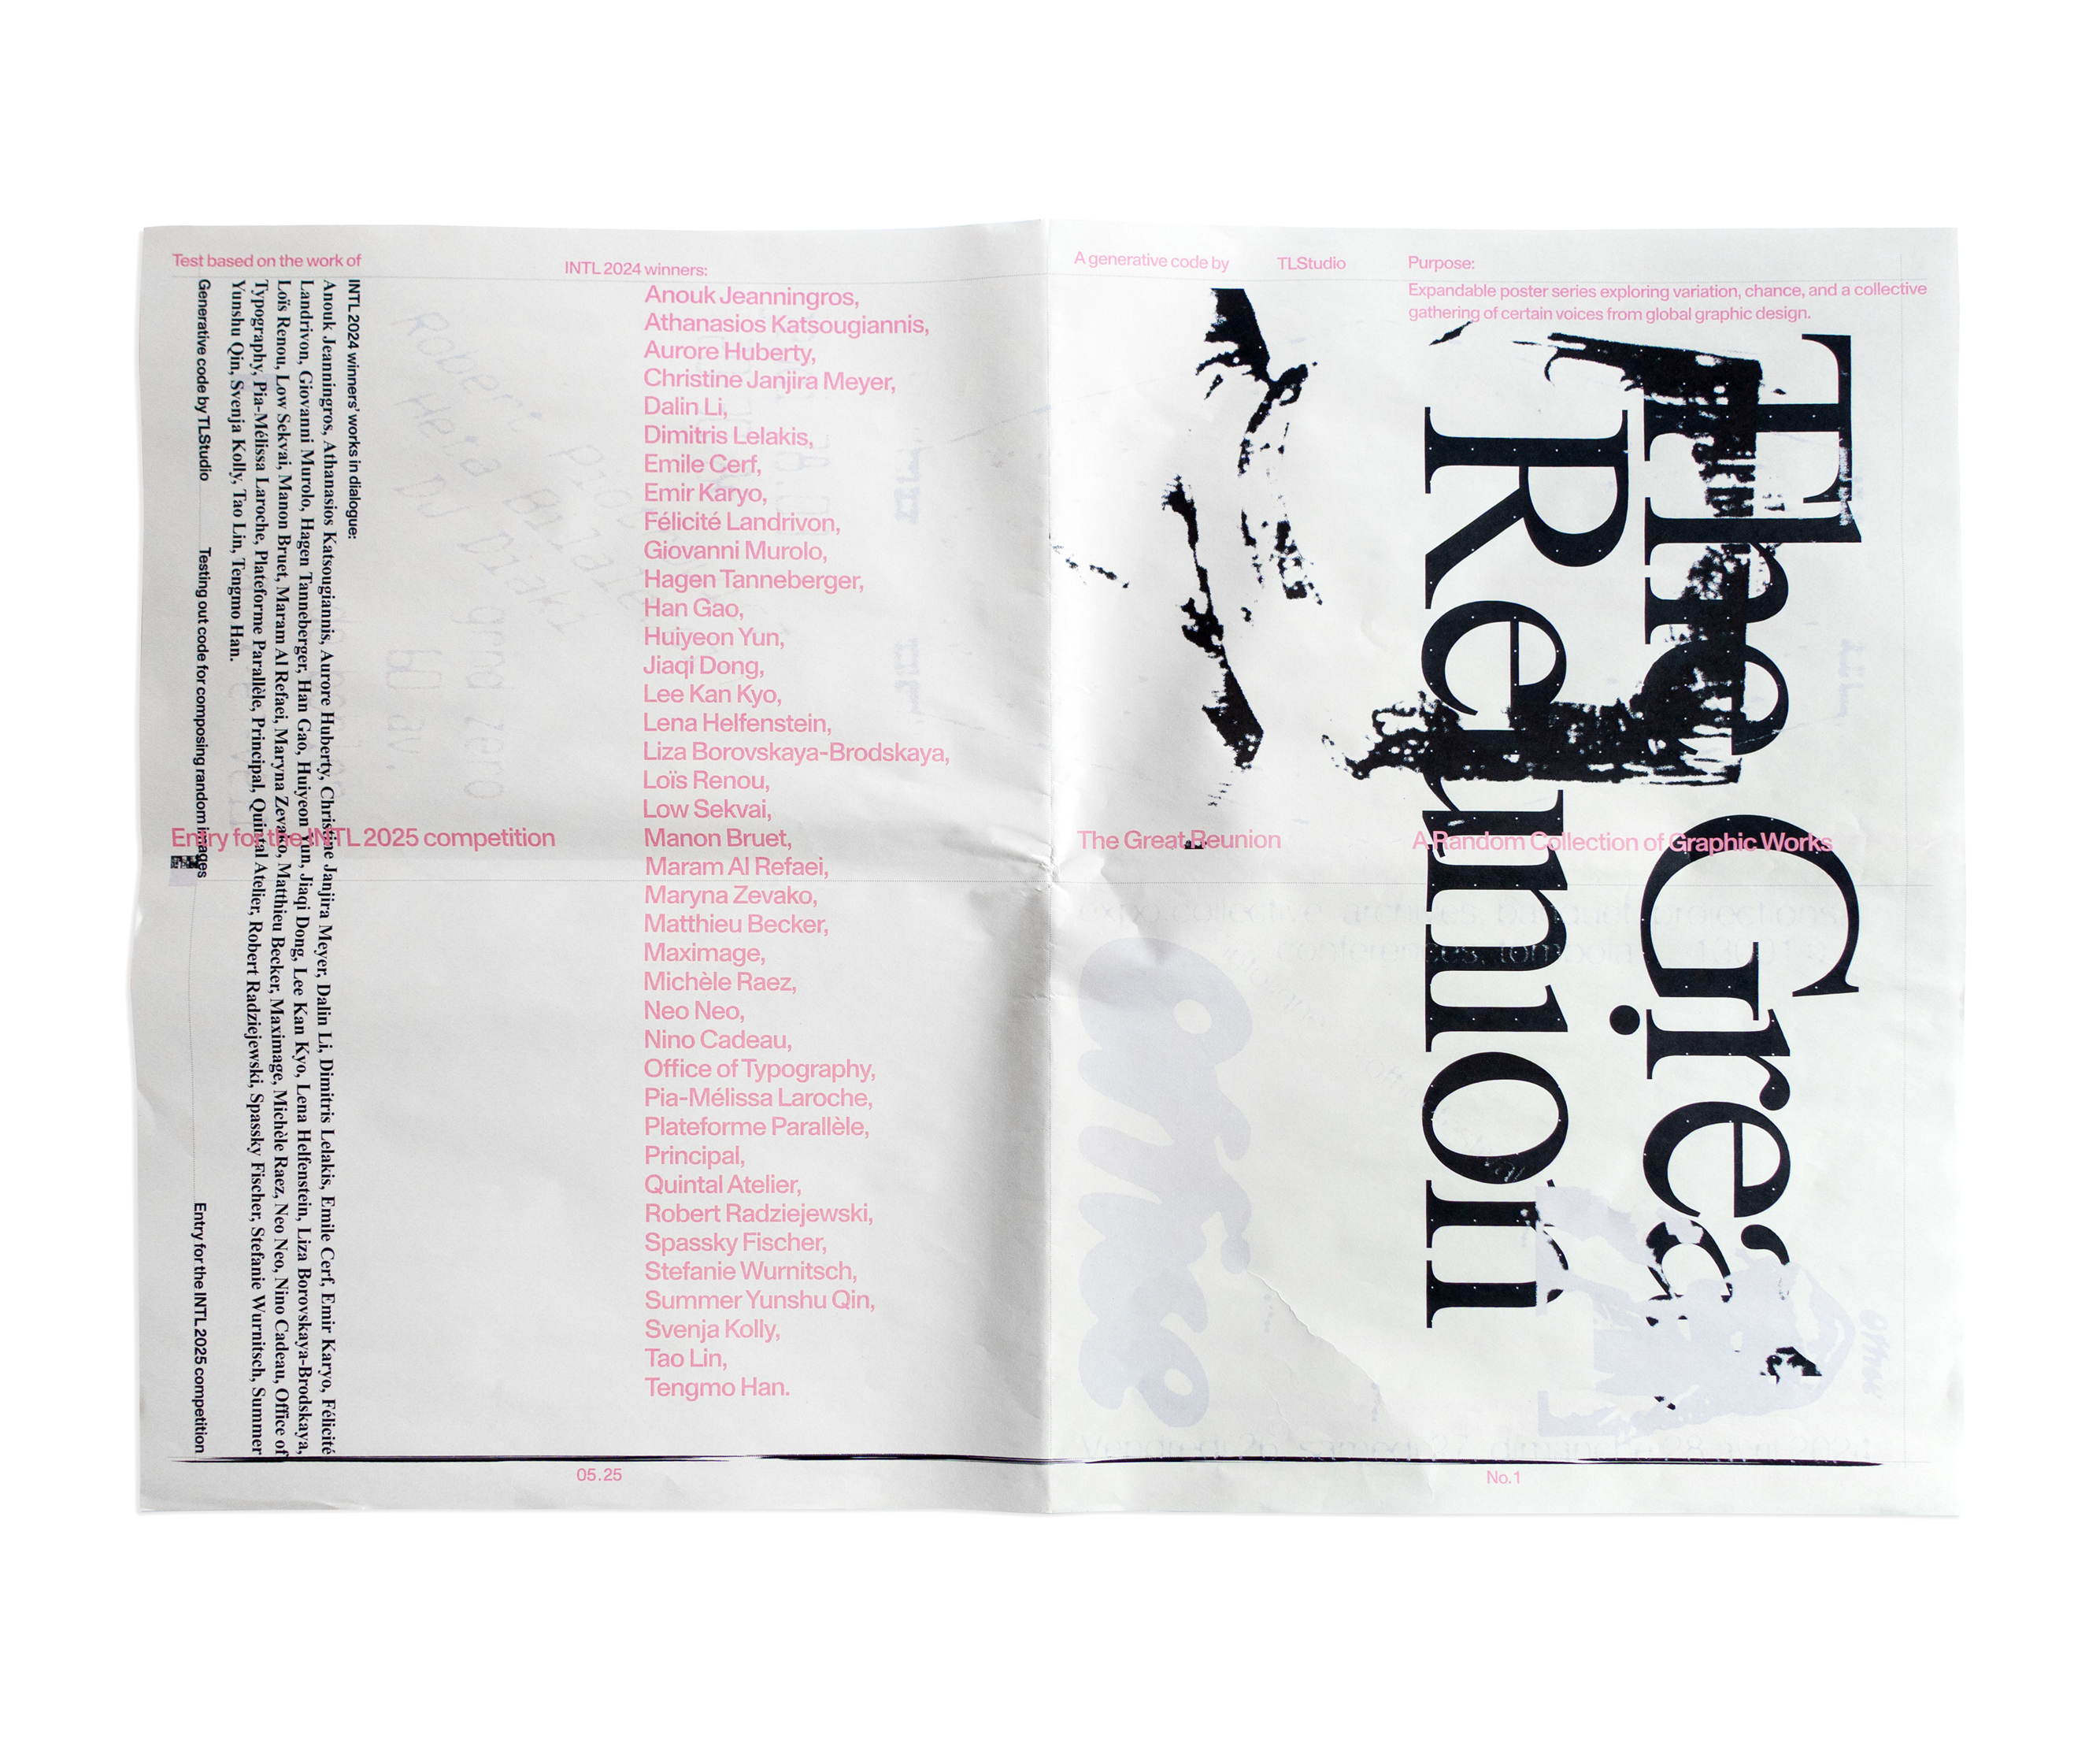 Test based on the work of
INTL 2024 winners:
Anouk Jeanningros,
Athanasios Katsougiannis,
Aurore Huberty,
Christine Janjira Meyer,
Dalin Li,
Dimitris Lelakis,
Emile Cerf,
Emir Karyo,
Félicité Landrivon,
Giovanni Murolo,
Hagen Tanneberger,
Han Gao,
Huiyeon Yun,
Jiaqi Dong,
Lee Kan Kyo,
Lena Helfenstein,
Liza Borovskaya-Brodskaya,
Loïs Renou,
Low Sekvai,
Manon Bruet,
Maram Al Refaei,
Maryna Zevako,
Matthieu Becker,
Maximage,
Michèle Raez,
Neo Neo,
Nino Cadeau,
Office of Typography,
Pia-Mélissa Laroche,
Plateforme Parallèle,
Principal,
Quintal Atelier,
Robert Radziejewski,
Spassky Fischer,
Stefanie Wurnitsch,
Summer Yunshu Qin,
Svenja Kolly,
Tao Lin,
Tengmo Han.
Entry for the INTL 2025 competition
05.25
INTL 2024 winners' works in dialogue:
Anouk Jeanningros, Athanasios Katsougiannis, Aurore Huberty, Christine Janjira Meyer, Dalin Li, Dimitris Lelakis, Emile Cerf, Emir Karyo, Félicité
Landrivon, Giovanni Murolo, Hagen Tanneberger, Han Gao, Huiyeon Yun, Jiaqi Dong, Lee Kan Kyo, Lena Helfenstein, Liza Borovskaya-Brodskaya,
Loïs Renou, Low Sekvai, Manon Bruet, Maram Al Refaei, Maryna Zevako, Matthieu Becker, Maximage, Michèle Raez, Neo Neo, Nino Cadeau, Office of
Typography, Pia-Mélissa Laroche, Plateforme Parallèle, Principal, Quintal Atelier, Robert Radziejewski, Spassky Fischer, Stefanie Wurnitsch, Summer
Yunshu Qin, Svenja Kolly, Tao Lin, Tengmo Han.
Generative code by TLStudio
Testing out code for composing random images
Entry for the INTL 2025 competition
A generative code by
TLStudio
Purpose:
Expandable poster series exploring variation, chance, and a collective
gathering of certain voices from global graphic design.
The Great Reunion
A Random Collection of Graphic Works
The
No.1